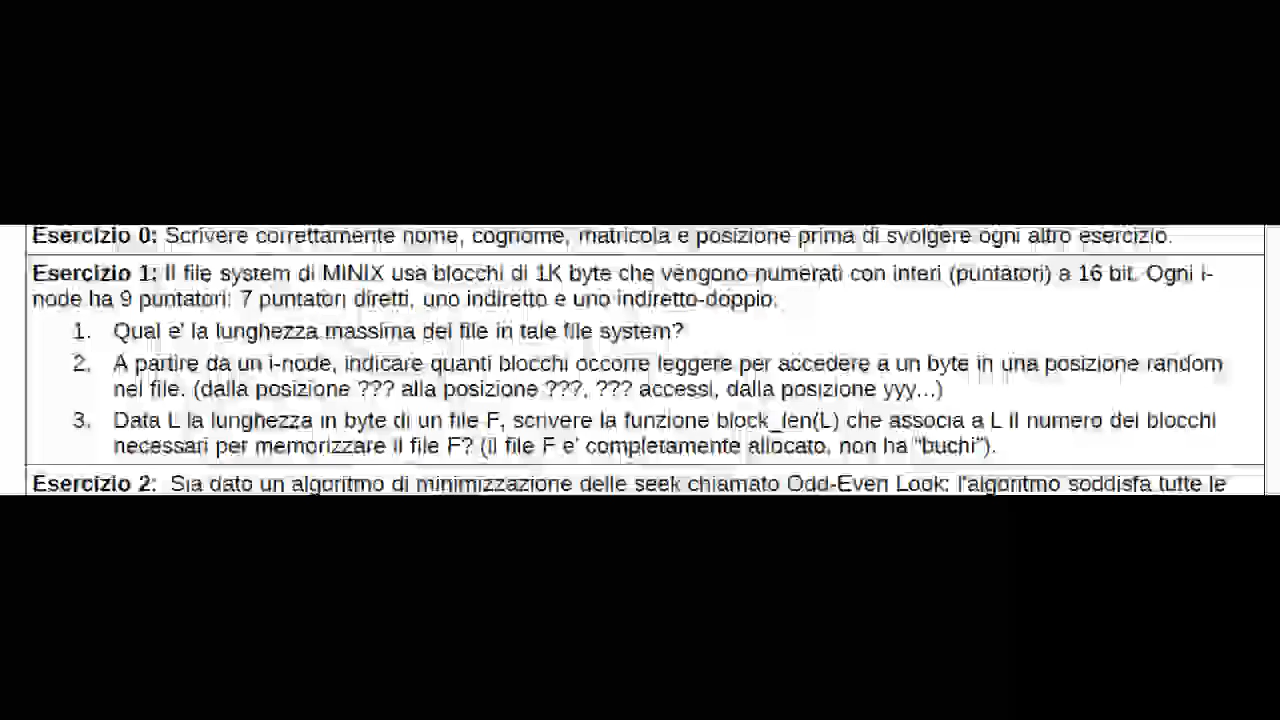 Esercizio 0: Scrivere correttamente nome, cognome, matricola e posizione prima di svolgere ogni altro esercizio.
Esercizio 1: Il file system di MINIX usa blocchi di 1K byte che vengono numerati con interi (puntatori) a 16 bit. Ogni i-
node ha 9 puntatori: 7 puntatori diretti, uno indiretto e uno indiretto-doppio.
1. Qual e' la lunghezza massima dei file in tale file system?
2. A partire da un i-node, indicare quanti blocchi occorre leggere per accedere a un byte in una posizione random
nel file. (dalla posizione ??? alla posizione ???, ??? accessi, dalla posizione yyy...)
3. Data L la lunghezza in byte di un file F, scrivere la funzione block_len(L) che associa a L il numero dei blocchi
necessari per memorizzare il file F? (il file F e' completamente allocato, non ha "buchi").
Esercizio 2: Sia dato un algoritmo di minimizzazione delle seek chiamato Odd-Even Look: l'algoritmo soddisfa tutte le